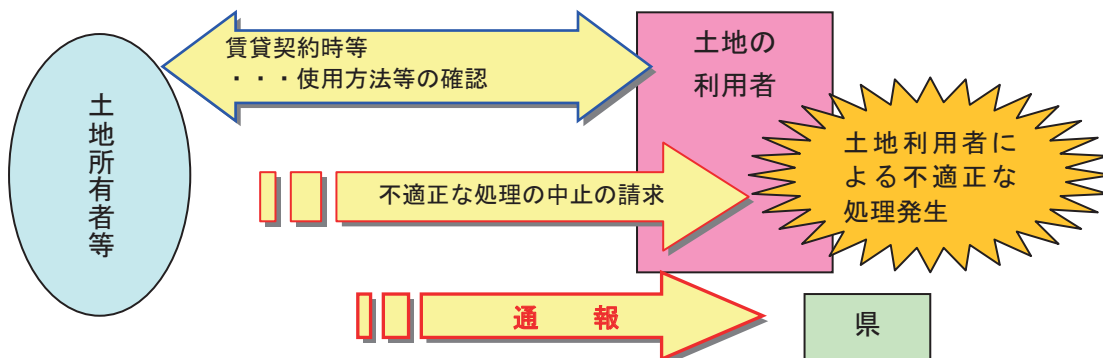 賃貸契約時等
・・・使用方法等の確認
土地の
利用者
土地所有者等
土地利用者に
よる不適正な
処理発生
不適正な処理の中止の請求
通　報
県